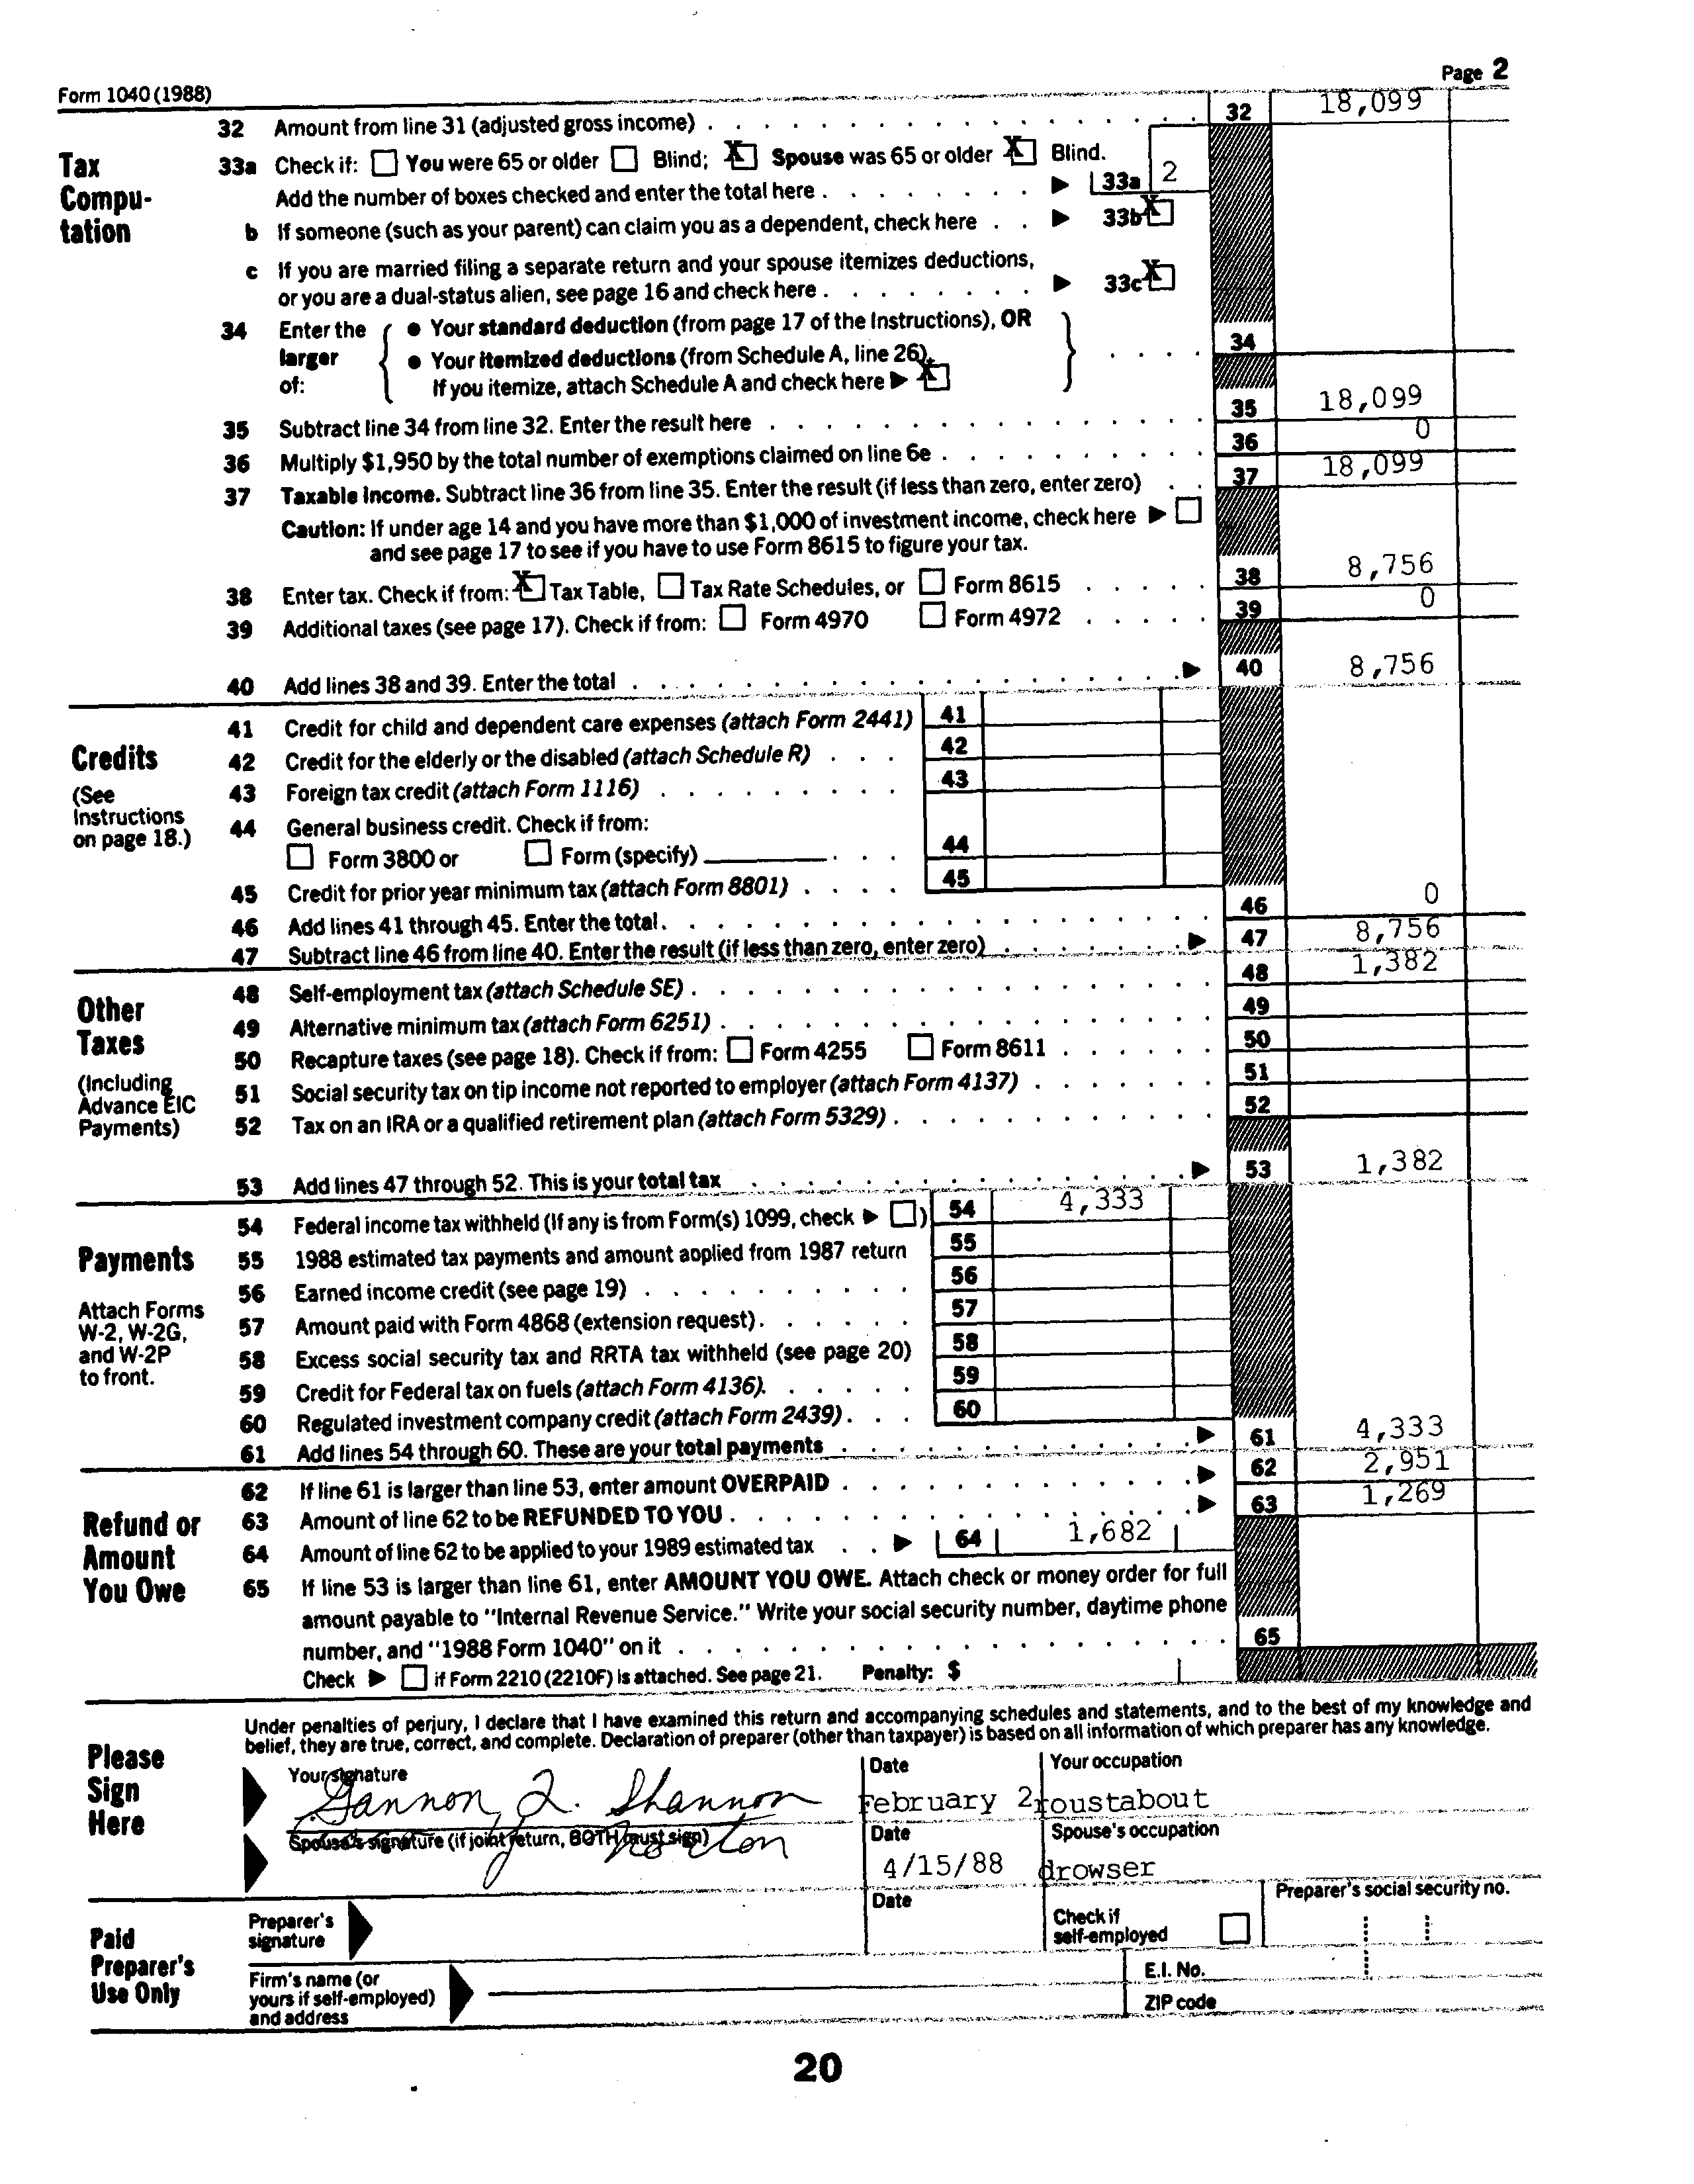 Form 1040 (1988)
Page 2
32 Amount from line 31 (adjusted gross income) . . . 32 18,099
Tax Compu-tation
33a Check if: ☐ You were 65 or older ☐ Blind; ☒ Spouse was 65 or older ☒ Blind.
Add the number of boxes checked and enter the total here . . . ▶ 33a 2
b If someone (such as your parent) can claim you as a dependent, check here . . ▶ 33b ☒
c If you are married filing a separate return and your spouse itemizes deductions,
or you are a dual-status alien, see page 16 and check here . . . ▶ 33c ☒
34 Enter the larger of: { ● Your standard deduction (from page 17 of the Instructions), OR
● Your itemized deductions (from Schedule A, line 26). } . . . . 34
If you itemize, attach Schedule A and check here ▶ ☒
35 Subtract line 34 from line 32. Enter the result here . . . 35 18,099
36 Multiply $1,950 by the total number of exemptions claimed on line 6e . . . 36 0
37 Taxable income. Subtract line 36 from line 35. Enter the result (if less than zero, enter zero) . . 37 18,099
Caution: If under age 14 and you have more than $1,000 of investment income, check here ▶ ☐
and see page 17 to see if you have to use Form 8615 to figure your tax.
38 Enter tax. Check if from: ☒ Tax Table, ☐ Tax Rate Schedules, or ☐ Form 8615 . . . 38 8,756
39 Additional taxes (see page 17). Check if from: ☐ Form 4970 ☐ Form 4972 . . . 39 0
40 Add lines 38 and 39. Enter the total . . . ▶ 40 8,756
Credits
(See Instructions on page 18.)
41 Credit for child and dependent care expenses (attach Form 2441) 41
42 Credit for the elderly or the disabled (attach Schedule R) . . . 42
43 Foreign tax credit (attach Form 1116) . . . 43
44 General business credit. Check if from:
☐ Form 3800 or ☐ Form (specify) ______ . . . 44
45 Credit for prior year minimum tax (attach Form 8801) . . . . 45
46 Add lines 41 through 45. Enter the total . . . 46 0
47 Subtract line 46 from line 40. Enter the result (if less than zero, enter zero) . . . ▶ 47 8,756
Other Taxes
(Including Advance EIC Payments)
48 Self-employment tax (attach Schedule SE) . . . 48 1,382
49 Alternative minimum tax (attach Form 6251) . . . 49
50 Recapture taxes (see page 18). Check if from: ☐ Form 4255 ☐ Form 8611 . . . 50
51 Social security tax on tip income not reported to employer (attach Form 4137) . . . 51
52 Tax on an IRA or a qualified retirement plan (attach Form 5329) . . . 52
53 Add lines 47 through 52. This is your total tax . . . ▶ 53 1,382
Payments
Attach Forms W-2, W-2G, and W-2P to front.
54 Federal income tax withheld (If any is from Form(s) 1099, check ▶ ☐) 54 4,333
55 1988 estimated tax payments and amount applied from 1987 return 55
56 Earned income credit (see page 19) . . . 56
57 Amount paid with Form 4868 (extension request) . . . 57
58 Excess social security tax and RRTA tax withheld (see page 20) 58
59 Credit for Federal tax on fuels (attach Form 4136). . . . 59
60 Regulated investment company credit (attach Form 2439) . . . 60
61 Add lines 54 through 60. These are your total payments . . . ▶ 61 4,333
Refund or Amount You Owe
62 If line 61 is larger than line 53, enter amount OVERPAID . . . ▶ 62 2,951
63 Amount of line 62 to be REFUNDED TO YOU . . . ▶ 63 1,269
64 Amount of line 62 to be applied to your 1989 estimated tax . . ▶ 64 1,682
65 If line 53 is larger than line 61, enter AMOUNT YOU OWE. Attach check or money order for full
amount payable to "Internal Revenue Service." Write your social security number, daytime phone
number, and "1988 Form 1040" on it . . . 65
Check ▶ ☐ if Form 2210 (2210F) is attached. See page 21. Penalty: $
Please Sign Here
Under penalties of perjury, I declare that I have examined this return and accompanying schedules and statements, and to the best of my knowledge and
belief, they are true, correct, and complete. Declaration of preparer (other than taxpayer) is based on all information of which preparer has any knowledge.
Your signature Date Your occupation
Gannon Q. Shannon February 2 roustabout
Spouse's signature (if joint return, BOTH must sign) Date Spouse's occupation
Norton 4/15/88 drowser
Paid Preparer's Use Only
Preparer's signature Date Check if self-employed ☐ Preparer's social security no.
Firm's name (or yours if self-employed) and address E.I. No.
ZIP code
20